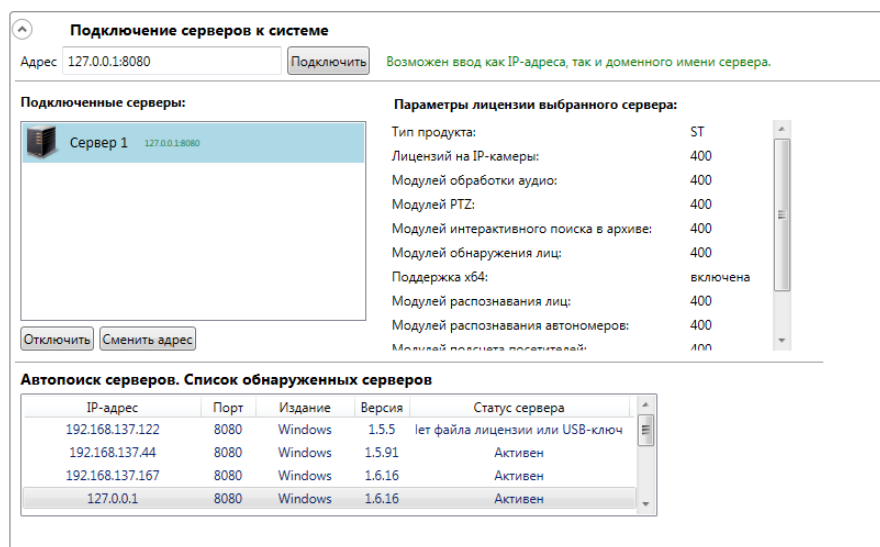 Подключение серверов к системе
Адрес 127.0.0.1:8080 Подключить Возможен ввод как IP-адреса, так и доменного имени сервера.
Подключенные серверы:
Сервер 1 127.0.0.1:8080
Отключить Сменить адрес
Параметры лицензии выбранного сервера:
Тип продукта: ST
Лицензий на IP-камеры: 400
Модулей обработки аудио: 400
Модулей PTZ: 400
Модулей интерактивного поиска в архиве: 400
Модулей обнаружения лиц: 400
Поддержка x64: включена
Модулей распознавания лиц: 400
Модулей распознавания автономеров: 400
Модулей подсчета посетителей: 400
Автопоиск серверов. Список обнаруженных серверов
IP-адрес Порт Издание Версия Статус сервера
192.168.137.122 8080 Windows 1.5.5 файла лицензии или USB-ключ
192.168.137.44 8080 Windows 1.5.91 Активен
192.168.137.167 8080 Windows 1.6.16 Активен
127.0.0.1 8080 Windows 1.6.16 Активен